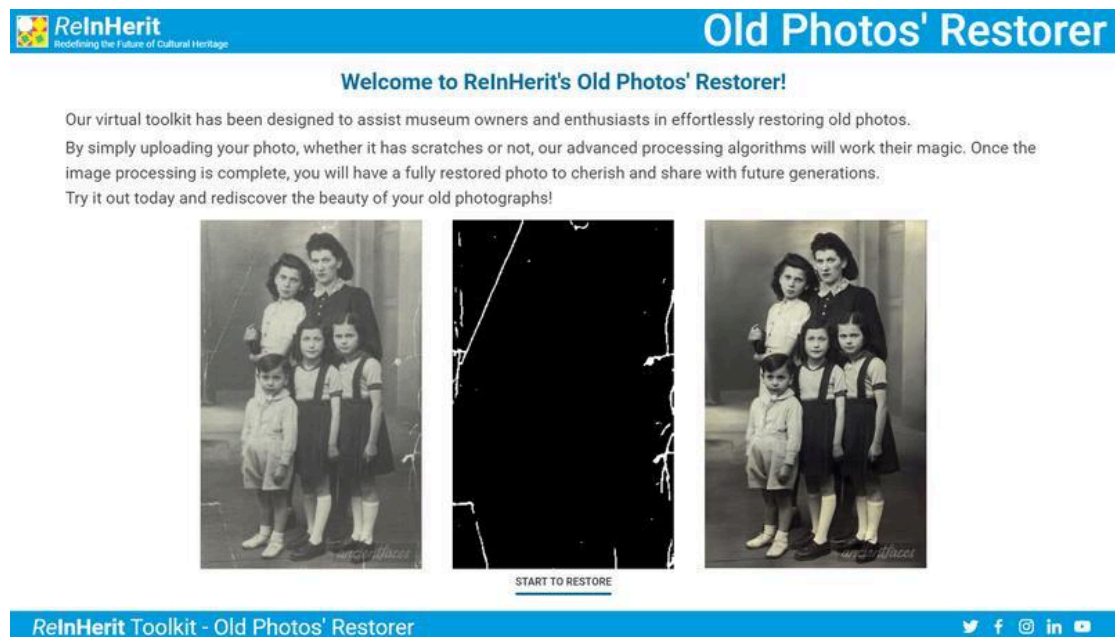 ReInHerit
Redefining the Future of Cultural Heritage
Old Photos' Restorer
Welcome to ReInHerit's Old Photos' Restorer!
Our virtual toolkit has been designed to assist museum owners and enthusiasts in effortlessly restoring old photos.
By simply uploading your photo, whether it has scratches or not, our advanced processing algorithms will work their magic. Once the
image processing is complete, you will have a fully restored photo to cherish and share with future generations.
Try it out today and rediscover the beauty of your old photographs!
ancientfaces
ancientfaces
START TO RESTORE
ReInHerit Toolkit - Old Photos' Restorer